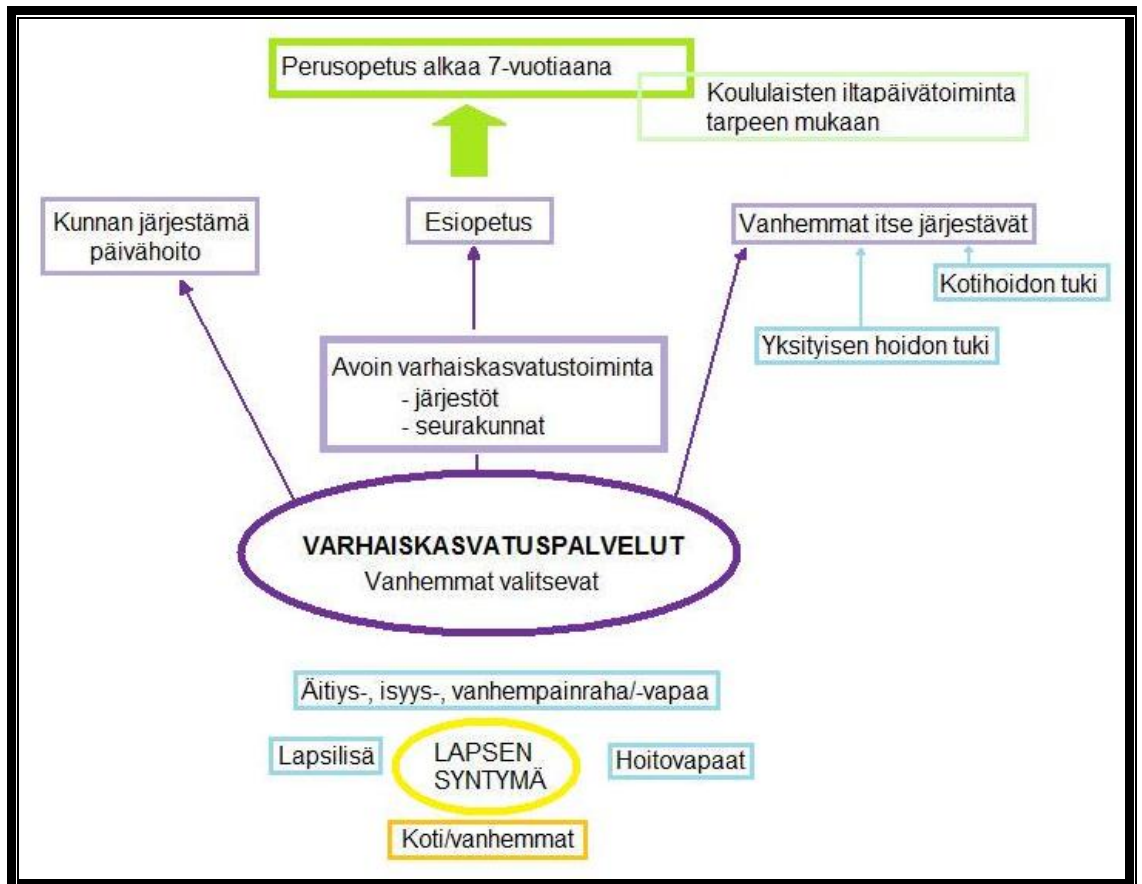 Perusopetus alkaa 7-vuotiaana
Koululaisten iltapäivätoiminta
tarpeen mukaan
Kunnan järjestämä
päivähoito
Esiopetus
Vanhemmat itse järjestävät
Kotihoidon tuki
Yksityisen hoidon tuki
Avoin varhaiskasvatustoiminta
- järjestöt
- seurakunnat
VARHAISKASVATUSPALVELUT
Vanhemmat valitsevat
Äitiys-, isyys-, vanhempainraha/-vapaa
Lapsilisä
LAPSEN
SYNTYMÄ
Hoitovapaat
Koti/vanhemmat